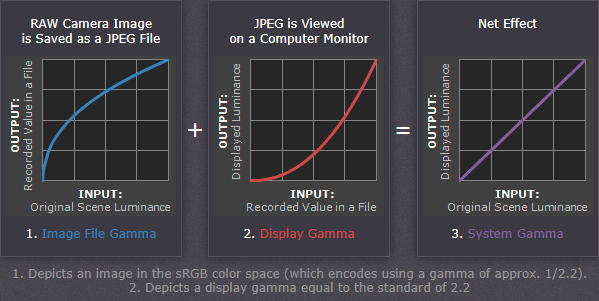 RAW Camera Image
is Saved as a JPEG File
OUTPUT:
Recorded Value in a File
INPUT:
Original Scene Luminance
1. Image File Gamma
+
JPEG is Viewed
on a Computer Monitor
OUTPUT:
Displayed Luminance
INPUT:
Recorded Value in a File
2. Display Gamma
=
Net Effect
OUTPUT:
Displayed Luminance
INPUT:
Original Scene Luminance
3. System Gamma
1. Depicts an image in the sRGB color space (which encodes using a gamma of approx. 1/2.2).
2. Depicts a display gamma equal to the standard of 2.2